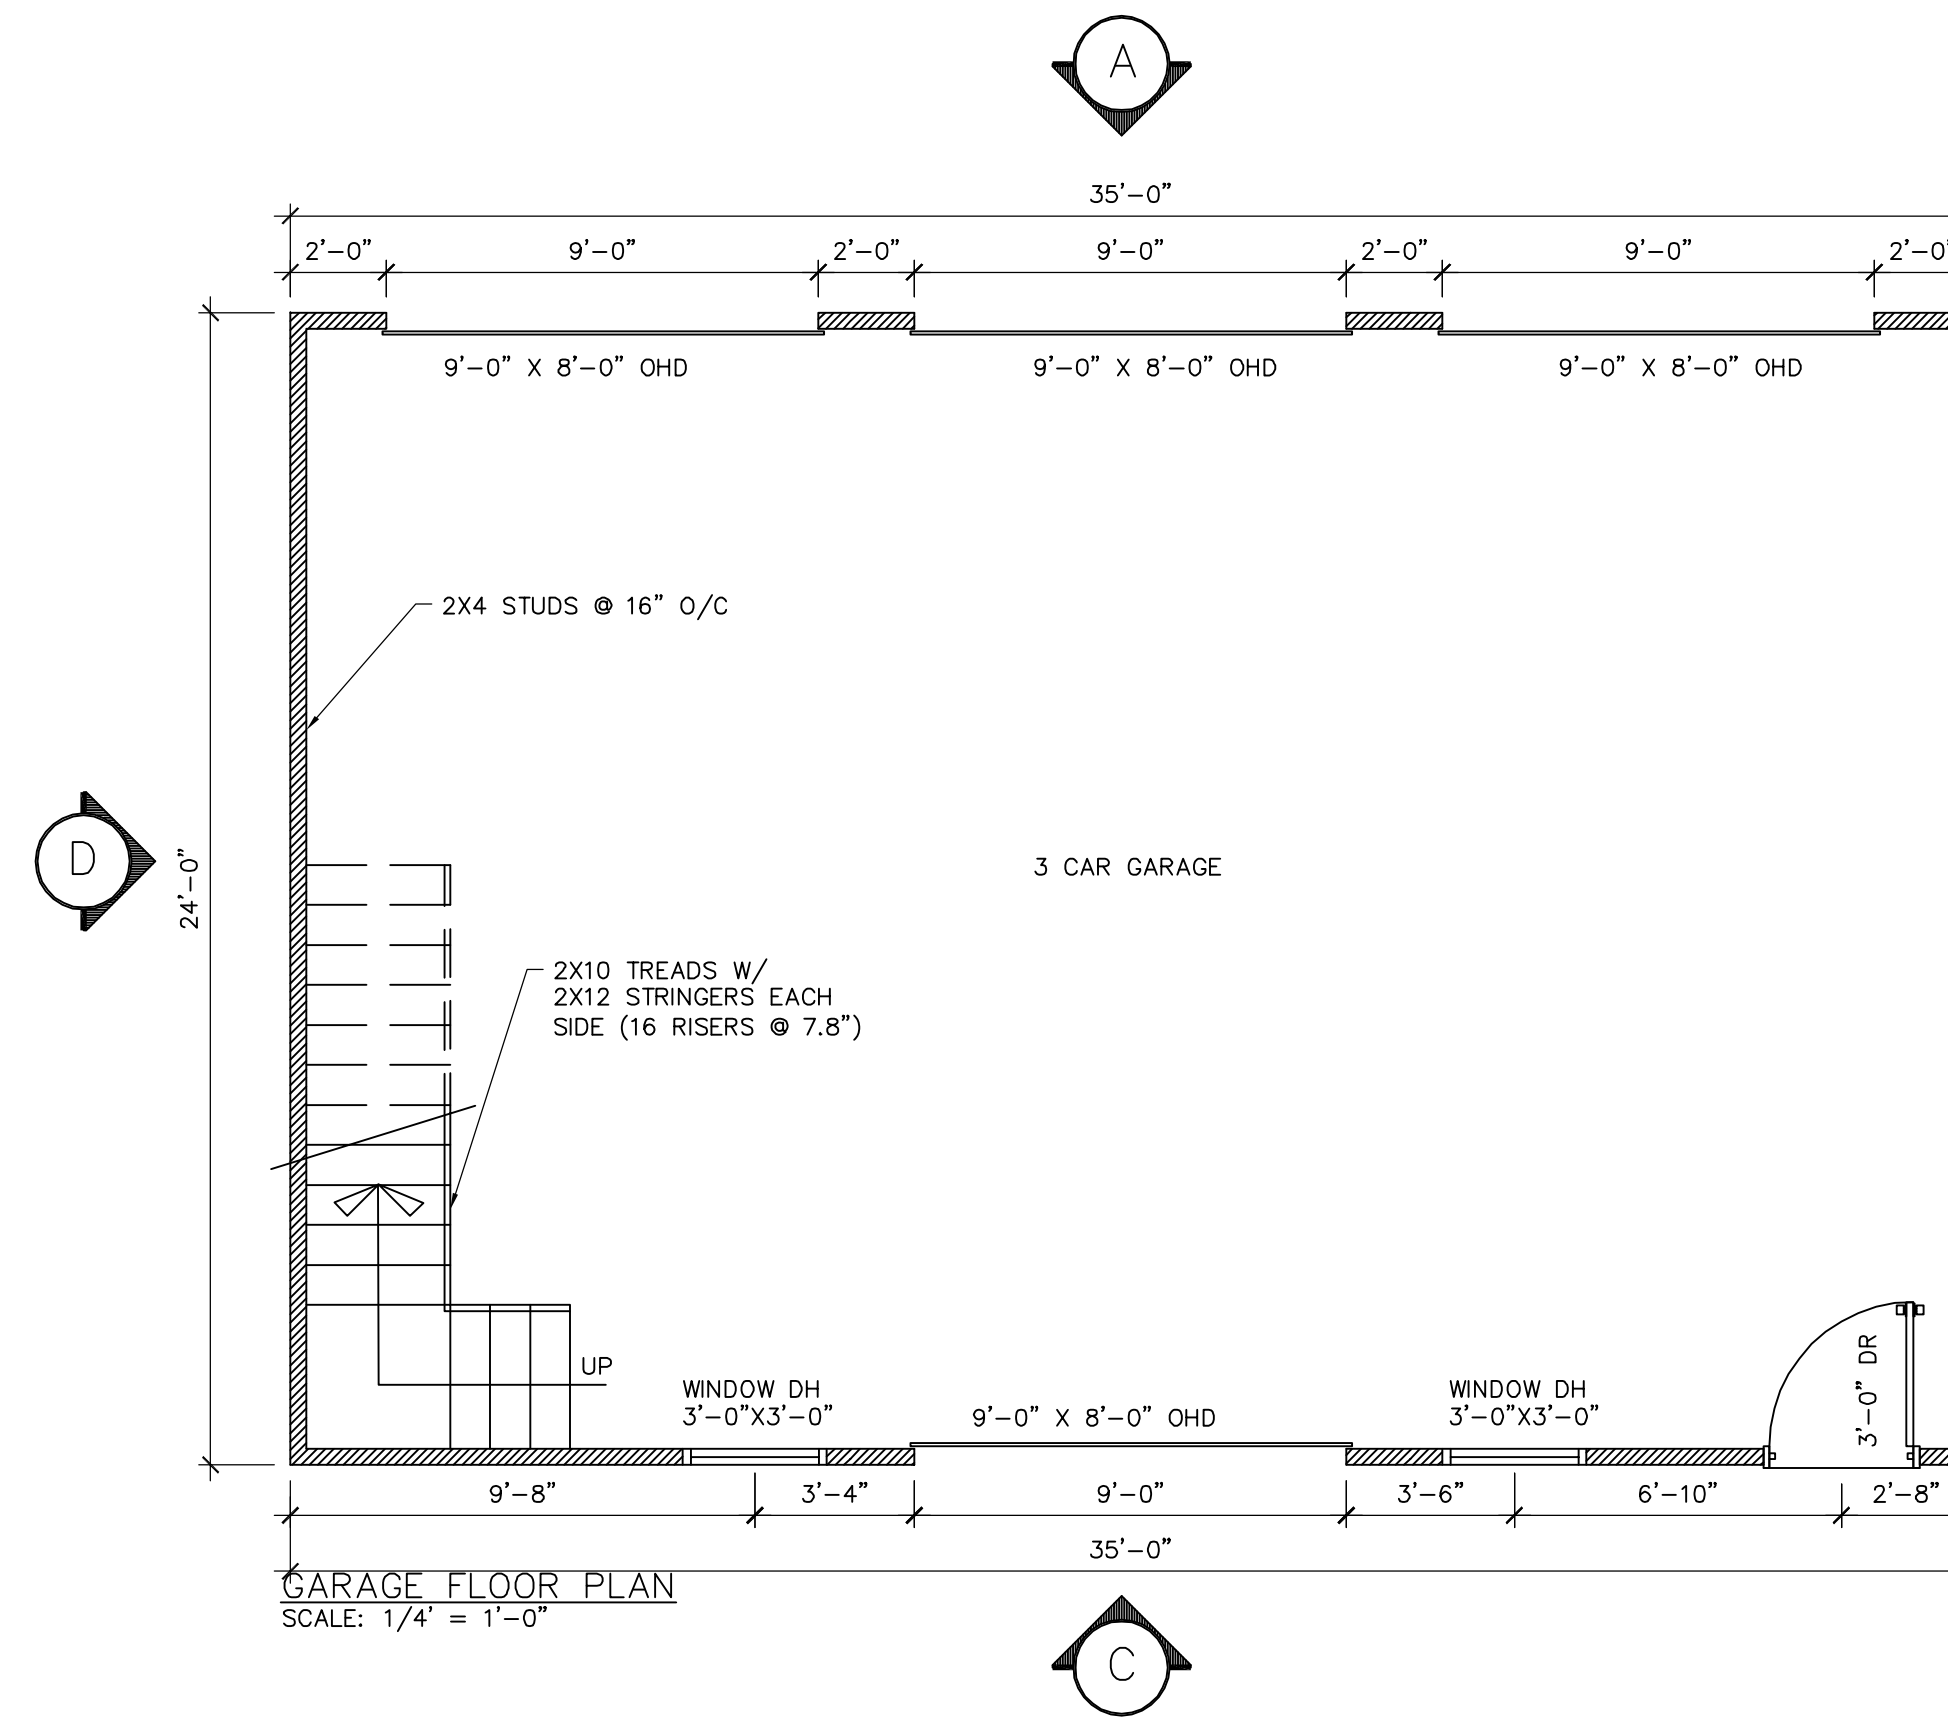 A
35'-0"
2'-0" 9'-0" 2'-0" 9'-0" 2'-0" 9'-0" 2'-0"
9'-0" X 8'-0" OHD 9'-0" X 8'-0" OHD 9'-0" X 8'-0" OHD
2X4 STUDS @ 16" O/C
D
24'-0"
3 CAR GARAGE
2X10 TREADS W/
2X12 STRINGERS EACH
SIDE (16 RISERS @ 7.8")
UP
WINDOW DH
3'-0"X3'-0"
9'-0" X 8'-0" OHD
WINDOW DH
3'-0"X3'-0"
3'-0" DR
9'-8" 3'-4" 9'-0" 3'-6" 6'-10" 2'-8"
35'-0"
GARAGE FLOOR PLAN
SCALE: 1/4' = 1'-0"
C